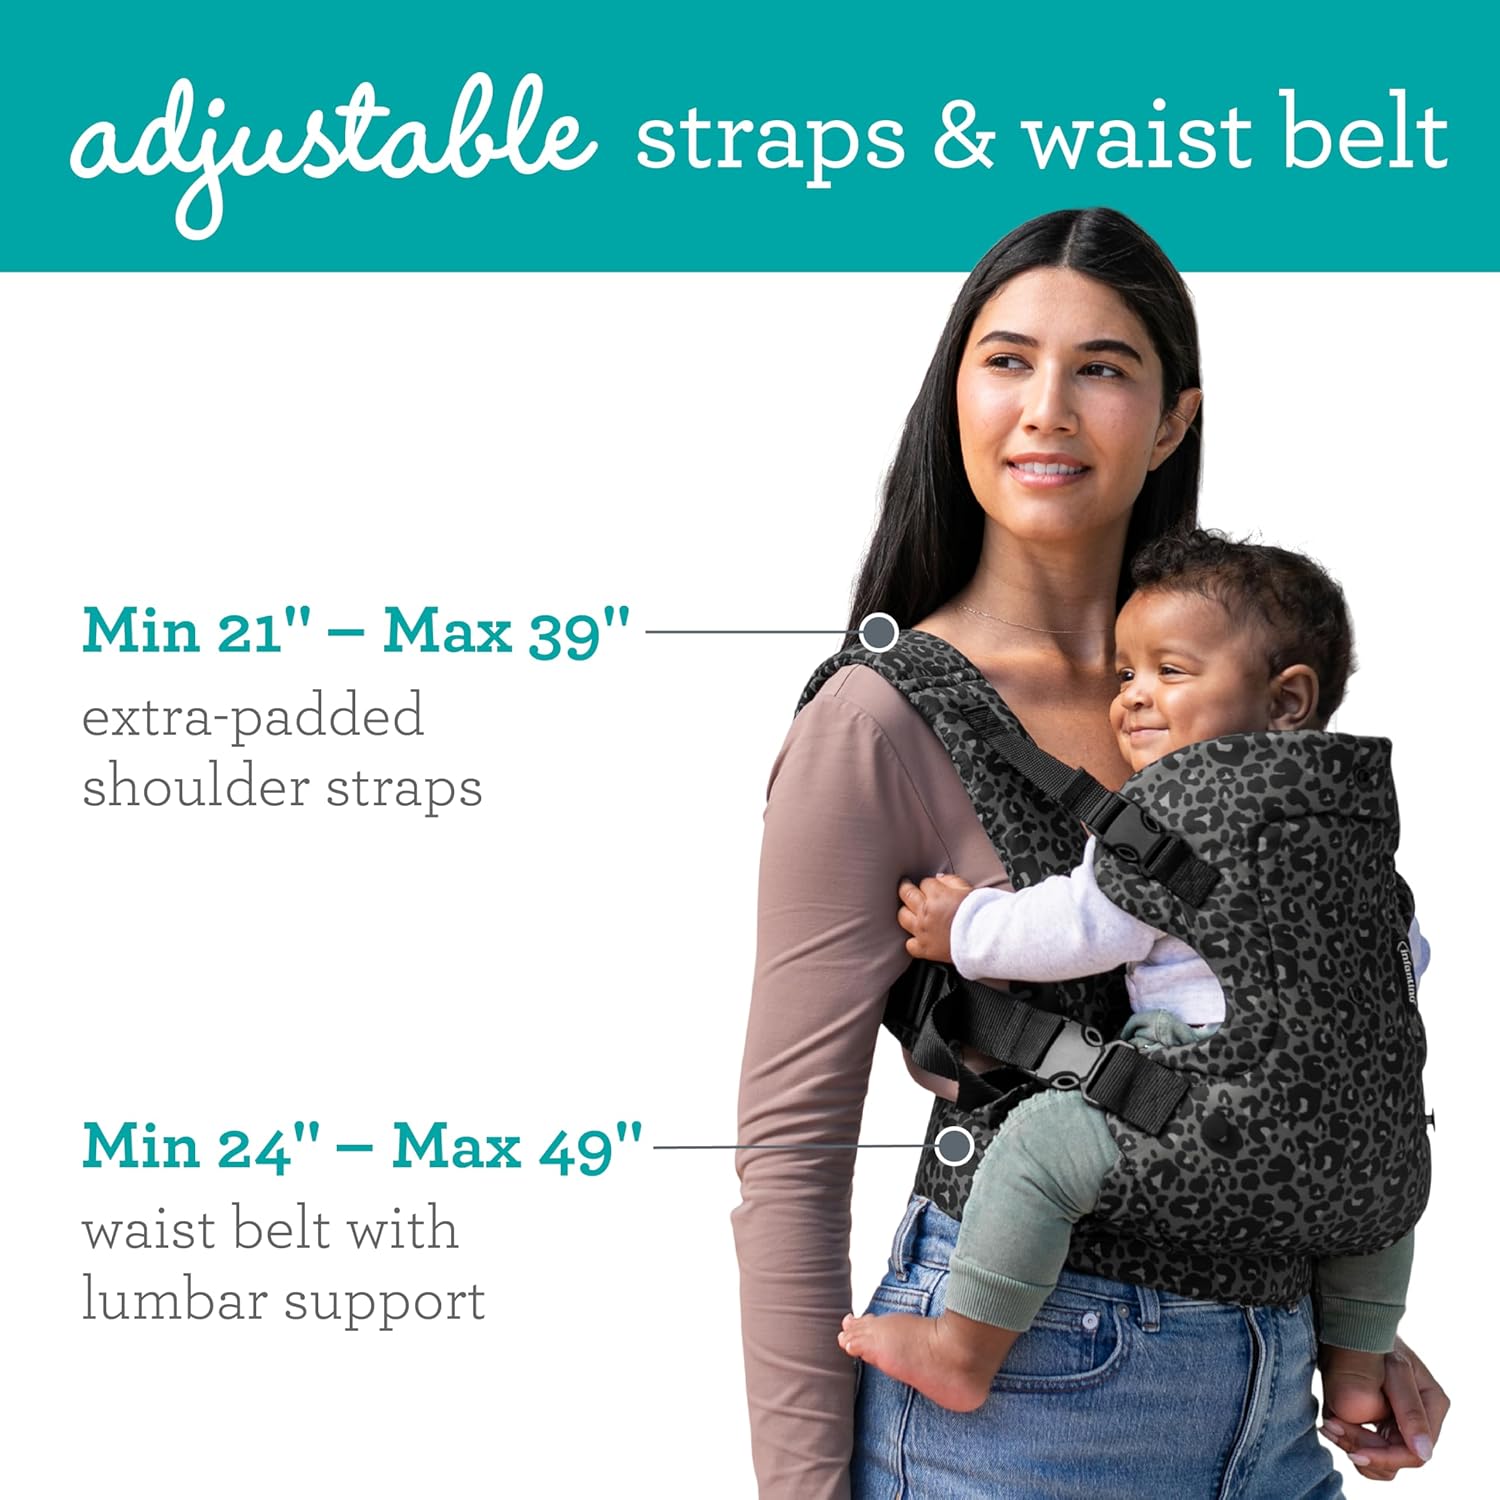 adjustable straps & waist belt
Min 21" – Max 39"
extra-padded
shoulder straps
infantino
Min 24" – Max 49"
waist belt with
lumbar support